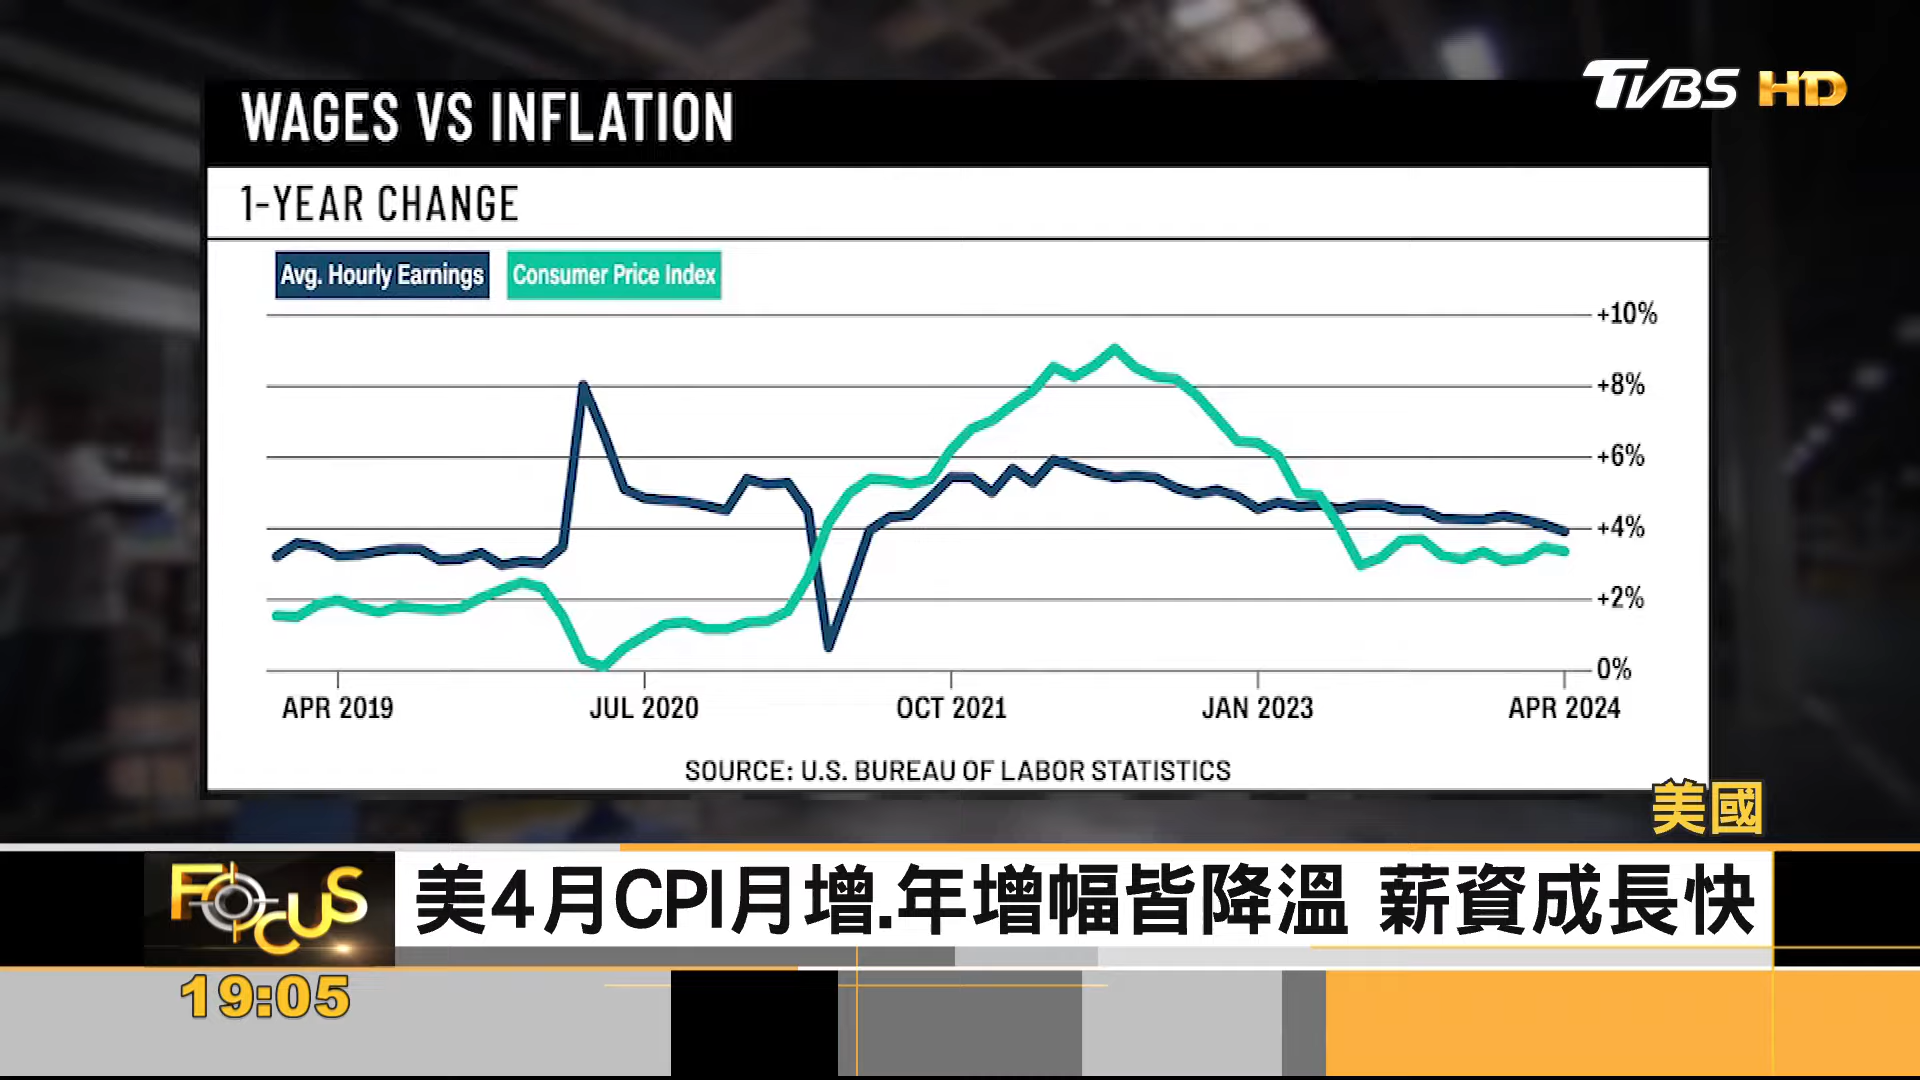 TVBS HD
WAGES VS INFLATION
1-YEAR CHANGE
Avg. Hourly Earnings
Consumer Price Index
+10%
+8%
+6%
+4%
+2%
0%
APR 2019
JUL 2020
OCT 2021
JAN 2023
APR 2024
SOURCE: U.S. BUREAU OF LABOR STATISTICS
美國
FOCUS
美4月CPI月增.年增幅皆降溫 薪資成長快
19:05